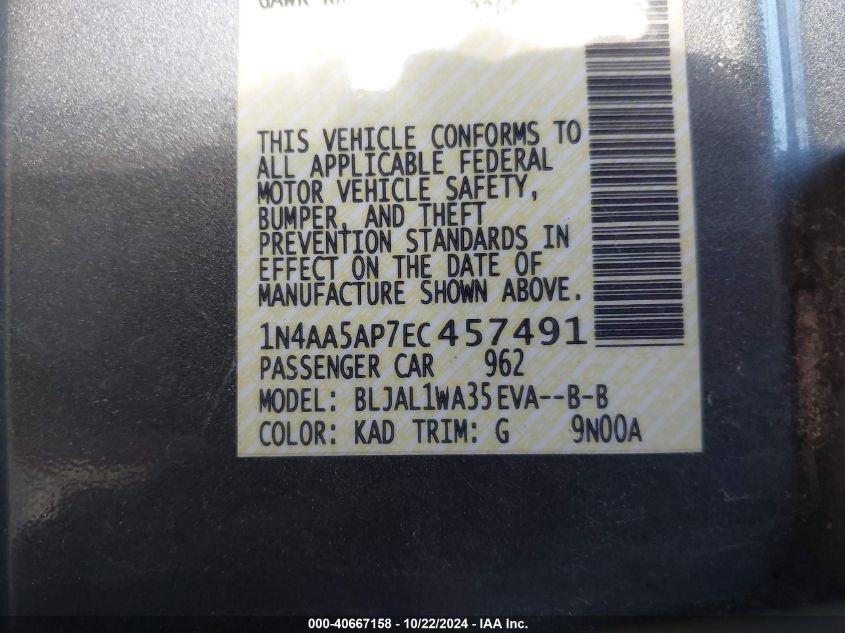 THIS VEHICLE CONFORMS TO
ALL APPLICABLE FEDERAL
MOTOR VEHICLE SAFETY,
BUMPER, AND THEFT
PREVENTION STANDARDS IN
EFFECT ON THE DATE OF
MANUFACTURE SHOWN ABOVE.
1N4AA5AP7EC457491
PASSENGER CAR 962
MODEL: BLJAL1WA35EVA--B-B
COLOR: KAD TRIM: G 9N00A
000-40667158 - 10/22/2024 - IAA Inc.